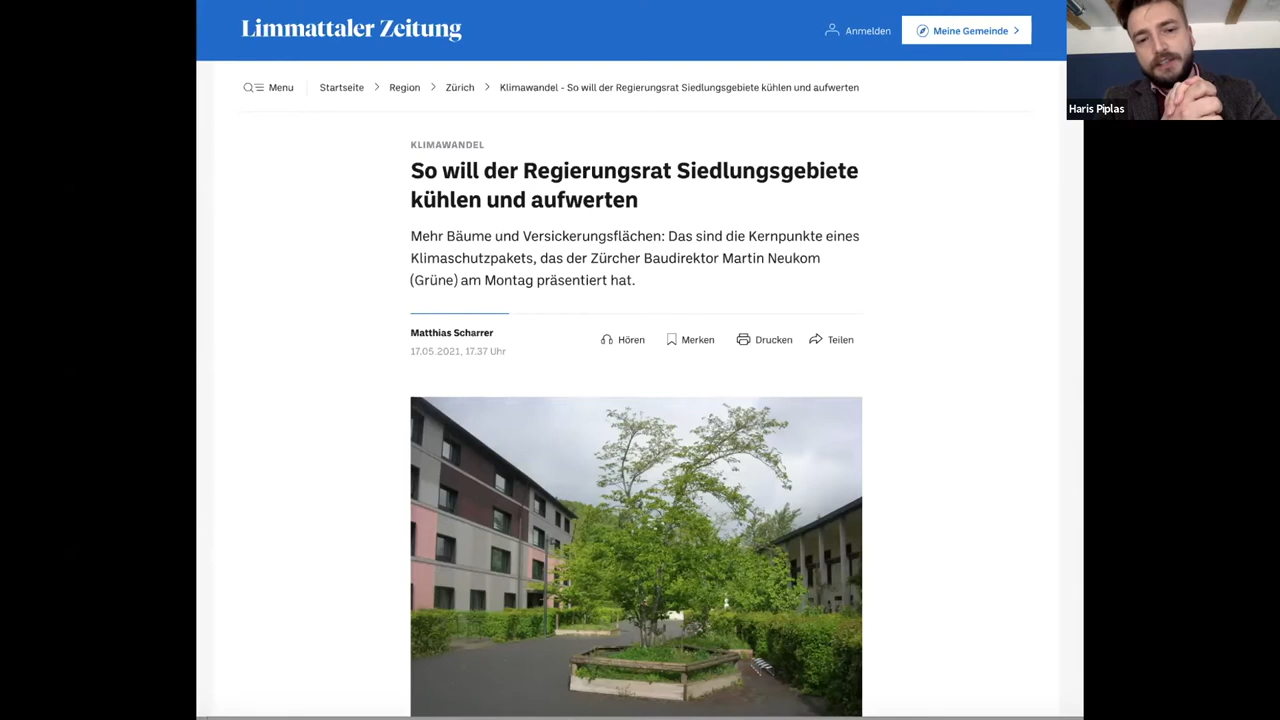 Limmattaler Zeitung
Anmelden
Meine Gemeinde
Haris Piplas
Menu
Startseite
Region
Zürich
Klimawandel - So will der Regierungsrat Siedlungsgebiete kühlen und aufwerten
KLIMAWANDEL
So will der Regierungsrat Siedlungsgebiete
kühlen und aufwerten
Mehr Bäume und Versickerungsflächen: Das sind die Kernpunkte eines
Klimaschutzpakets, das der Zürcher Baudirektor Martin Neukom
(Grüne) am Montag präsentiert hat.
Matthias Scharrer
17.05.2021, 17.37 Uhr
Hören
Merken
Drucken
Teilen